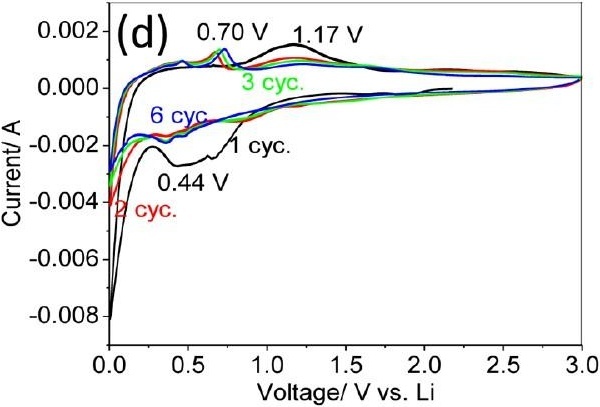 (d)
0.70 V
1.17 V
3 cyc.
6 cyc.
1 cyc.
0.44 V
2 cyc.
Current/ A
0.002
0.000
-0.002
-0.004
-0.006
-0.008
0.0
0.5
1.0
1.5
2.0
2.5
3.0
Voltage/ V vs. Li